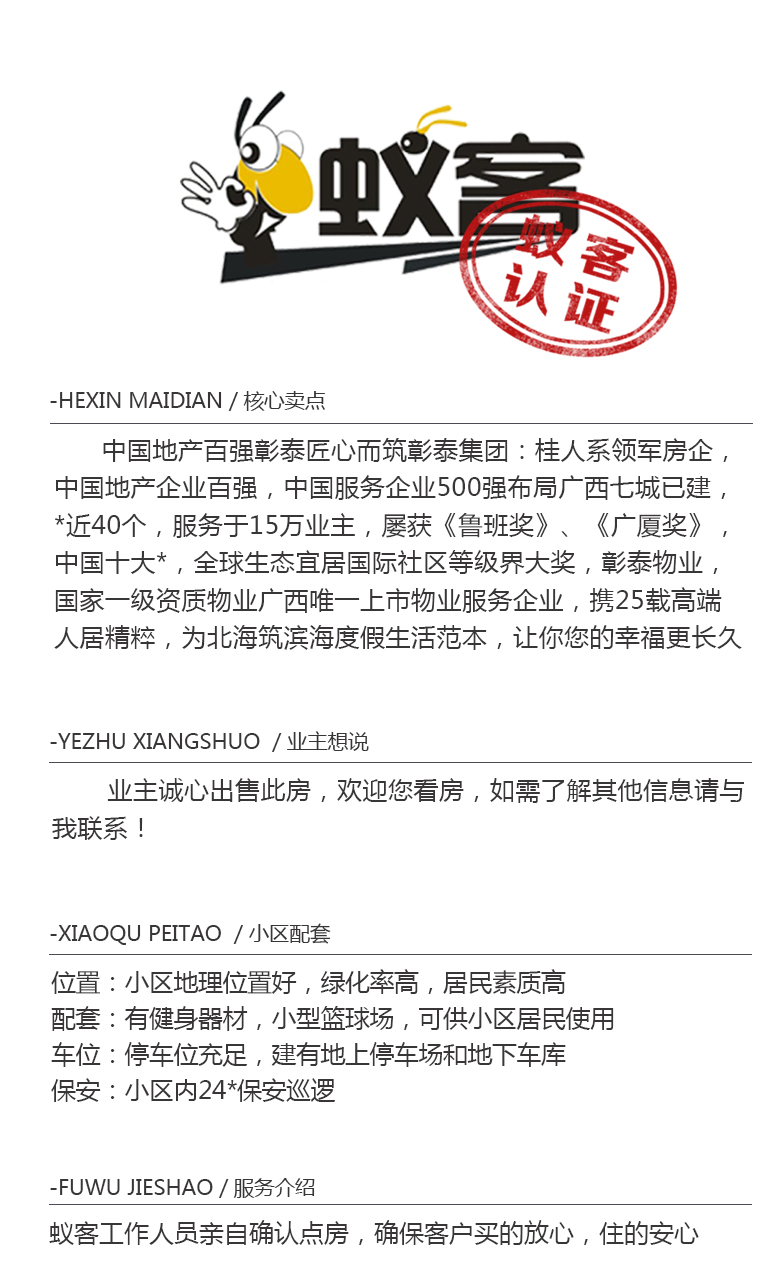 蚁客
蚁客
认证
-HEXIN MAIDIAN / 核心卖点
中国地产百强彰泰匠心而筑彰泰集团：桂人系领军房企，
中国地产企业百强，中国服务企业500强布局广西七城已建，
*近40个，服务于15万业主，屡获《鲁班奖》、《广厦奖》，
中国十大*，全球生态宜居国际社区等级界大奖，彰泰物业，
国家一级资质物业广西唯一上市物业服务企业，携25载高端
人居精粹，为北海筑滨海度假生活范本，让你您的幸福更长久
-YEZHU XIANGSHUO / 业主想说
业主诚心出售此房，欢迎您看房，如需了解其他信息请与
我联系！
-XIAOQU PEITAO / 小区配套
位置：小区地理位置好，绿化率高，居民素质高
配套：有健身器材，小型篮球场，可供小区居民使用
车位：停车位充足，建有地上停车场和地下车库
保安：小区内24*保安巡逻
-FUWU JIESHAO / 服务介绍
蚁客工作人员亲自确认点房，确保客户买的放心，住的安心